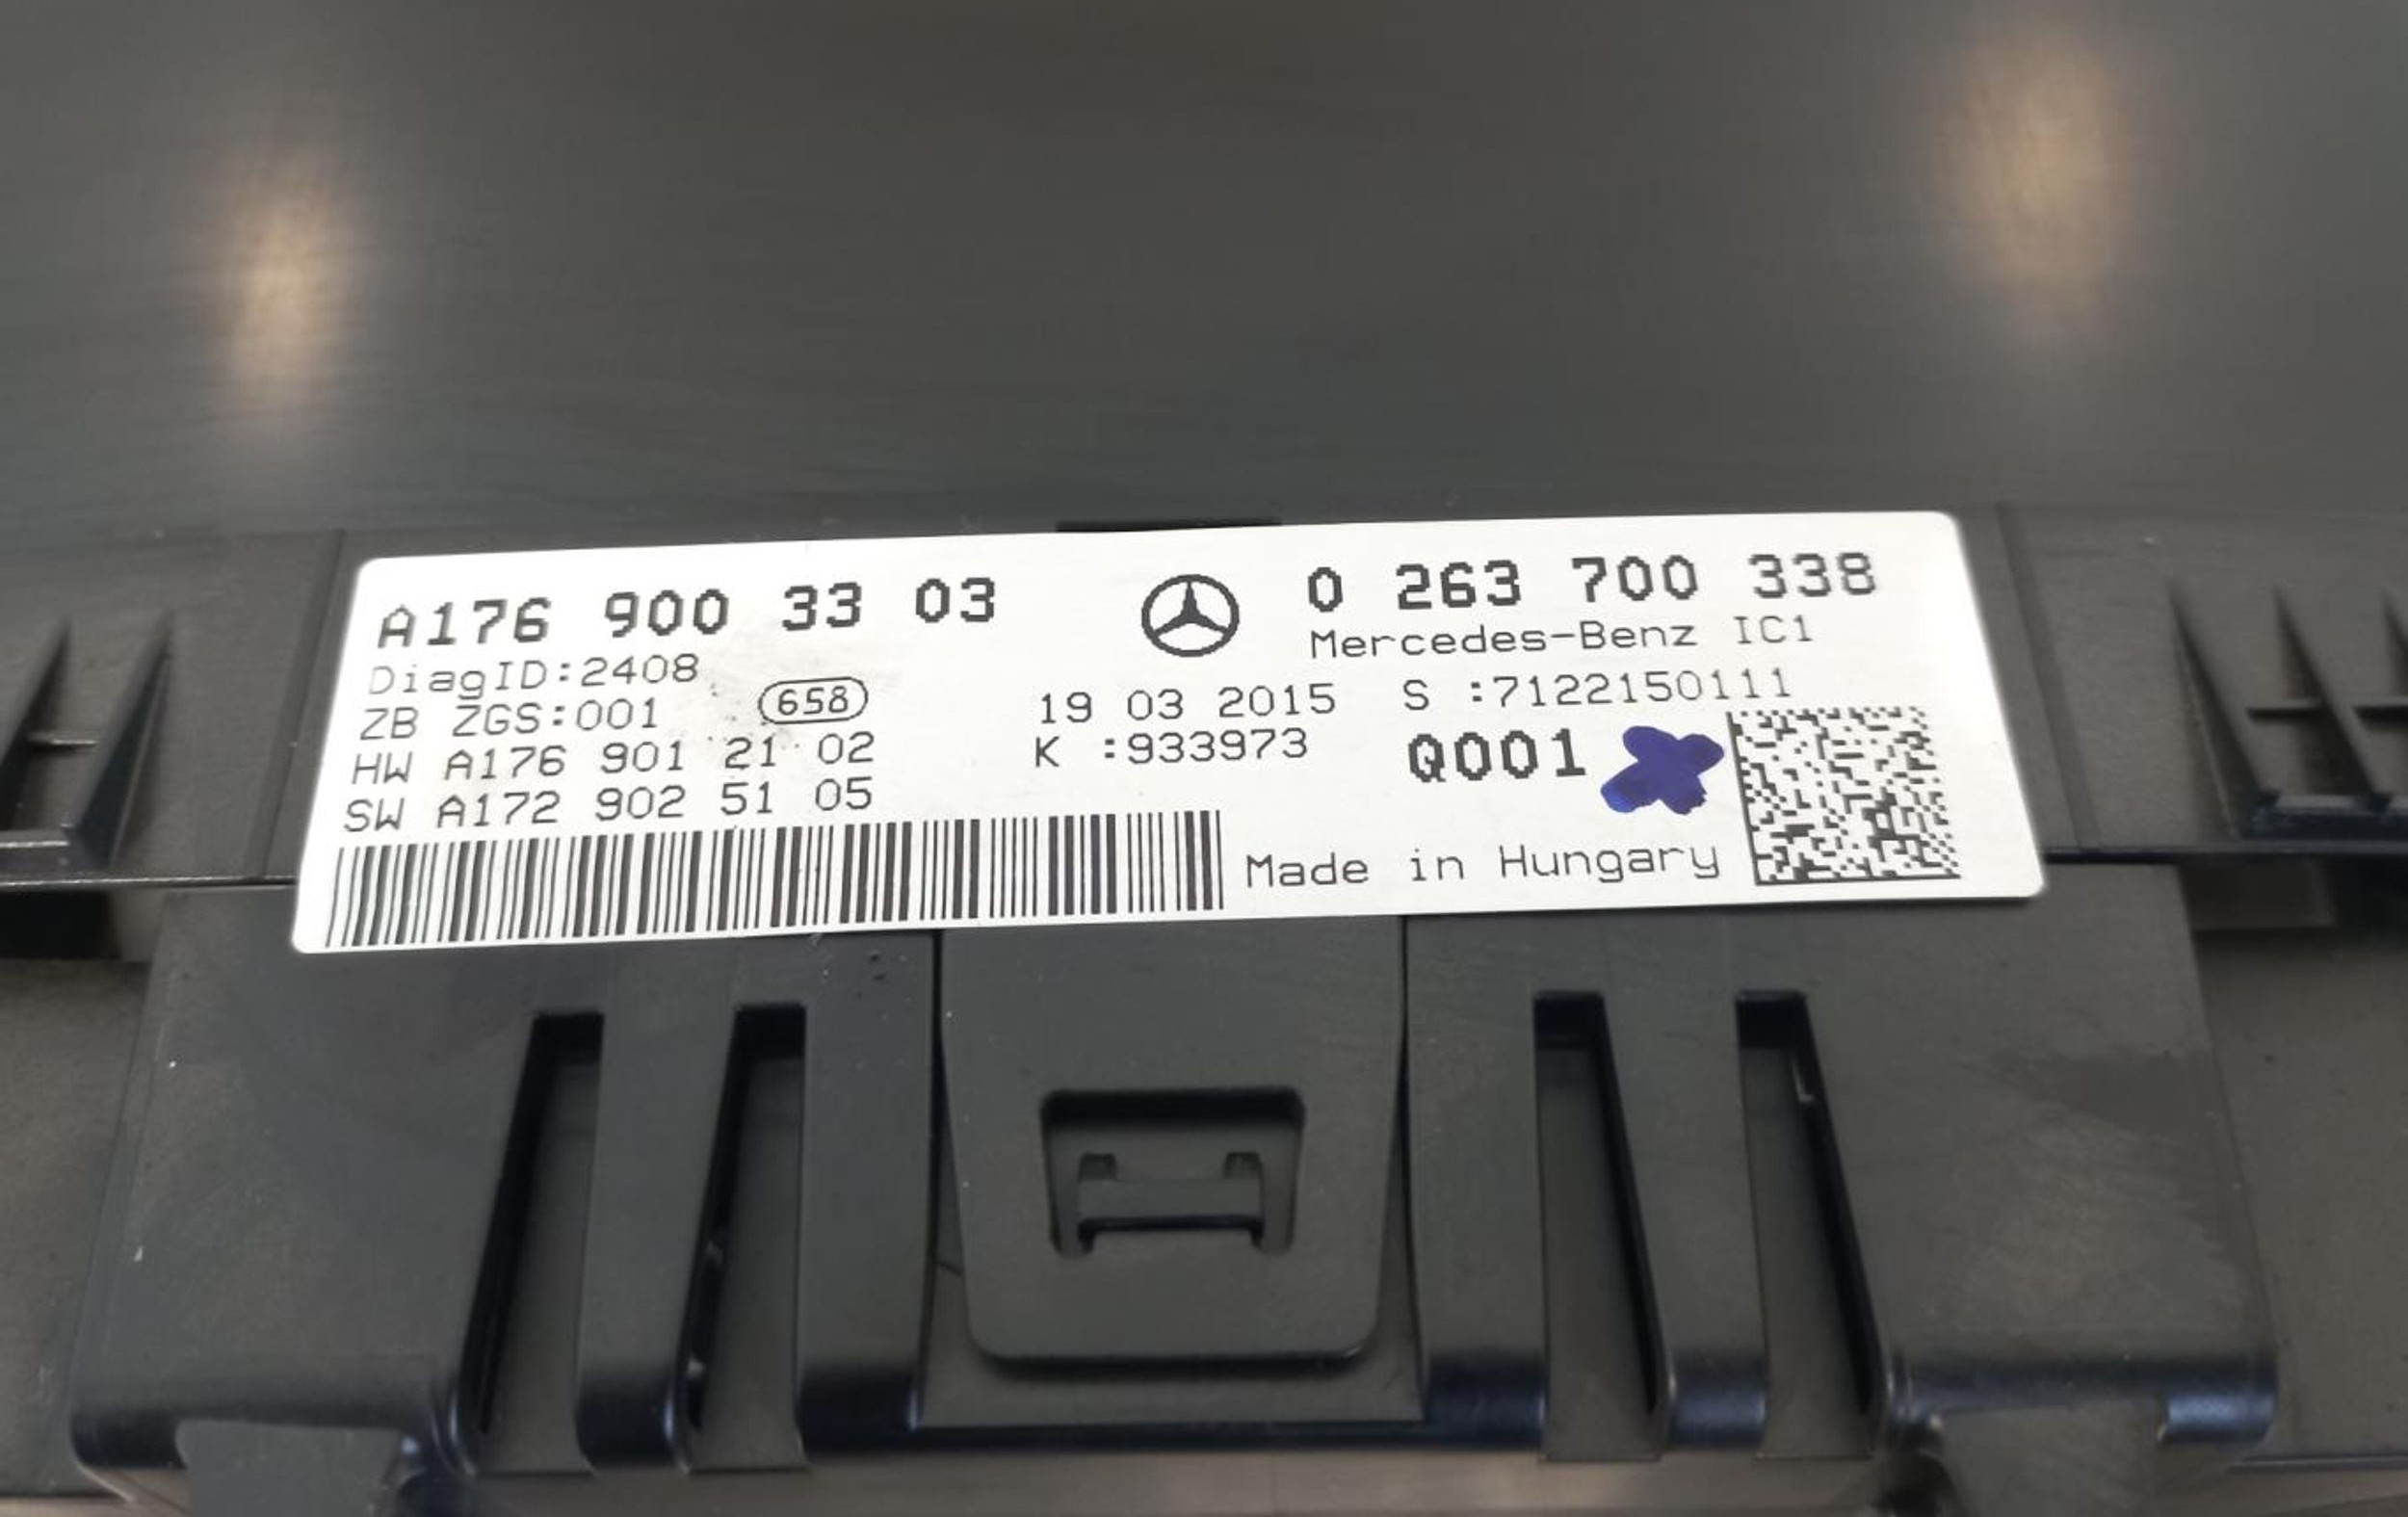 A176 900 33 03
DiagID:2408
ZB ZGS:001
658
HW A176 901 21 02
SW A172 902 51 05
19 03 2015
K :933973
0 263 700 338
Mercedes-Benz IC1
S :7122150111
Q001
Made in Hungary